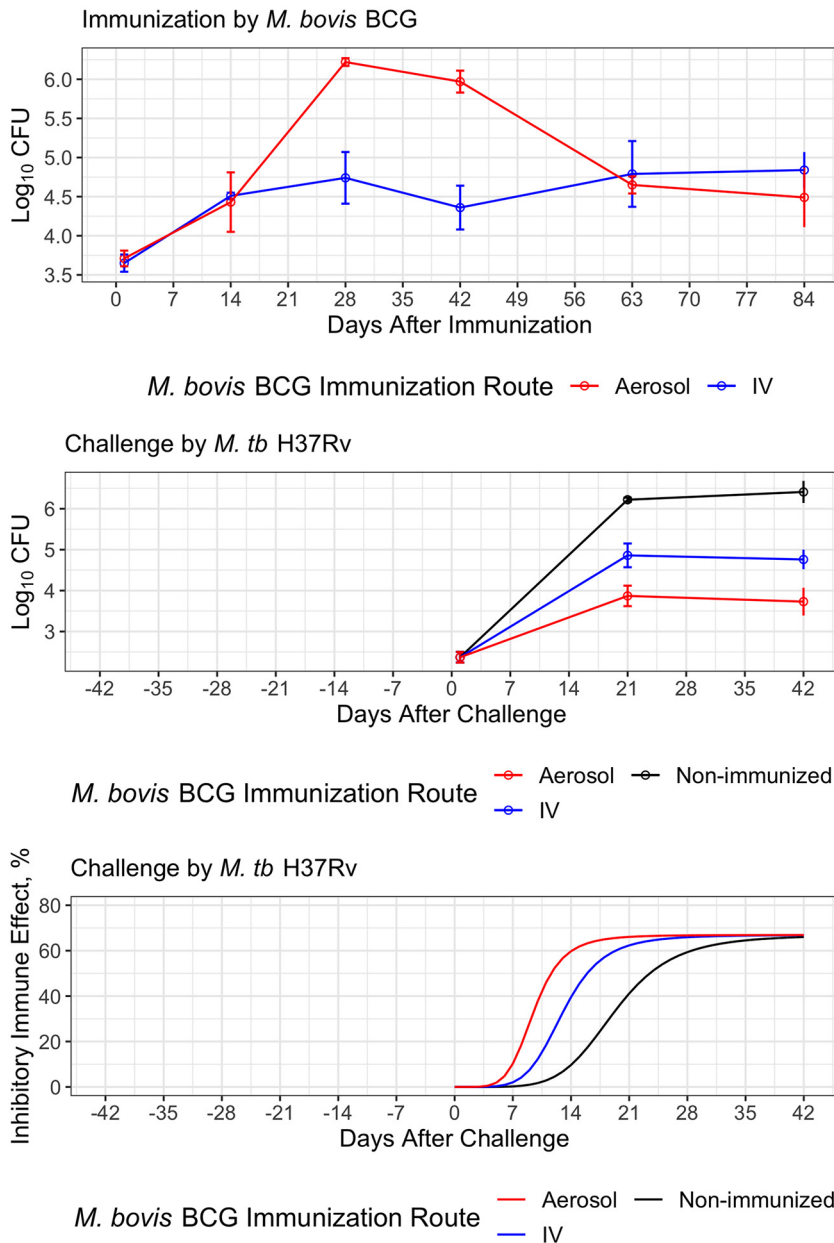 Immunization by M. bovis BCG
Log10 CFU
6.0
5.5
5.0
4.5
4.0
3.5
0 7 14 21 28 35 42 49 56 63 70 77 84
Days After Immunization
M. bovis BCG Immunization Route Aerosol IV
Challenge by M. tb H37Rv
Log10 CFU
6
5
4
3
-42 -35 -28 -21 -14 -7 0 7 14 21 28 35 42
Days After Challenge
M. bovis BCG Immunization Route
Aerosol Non-immunized
IV
Challenge by M. tb H37Rv
Inhibitory Immune Effect, %
80
60
40
20
0
-42 -35 -28 -21 -14 -7 0 7 14 21 28 35 42
Days After Challenge
M. bovis BCG Immunization Route
Aerosol Non-immunized
IV